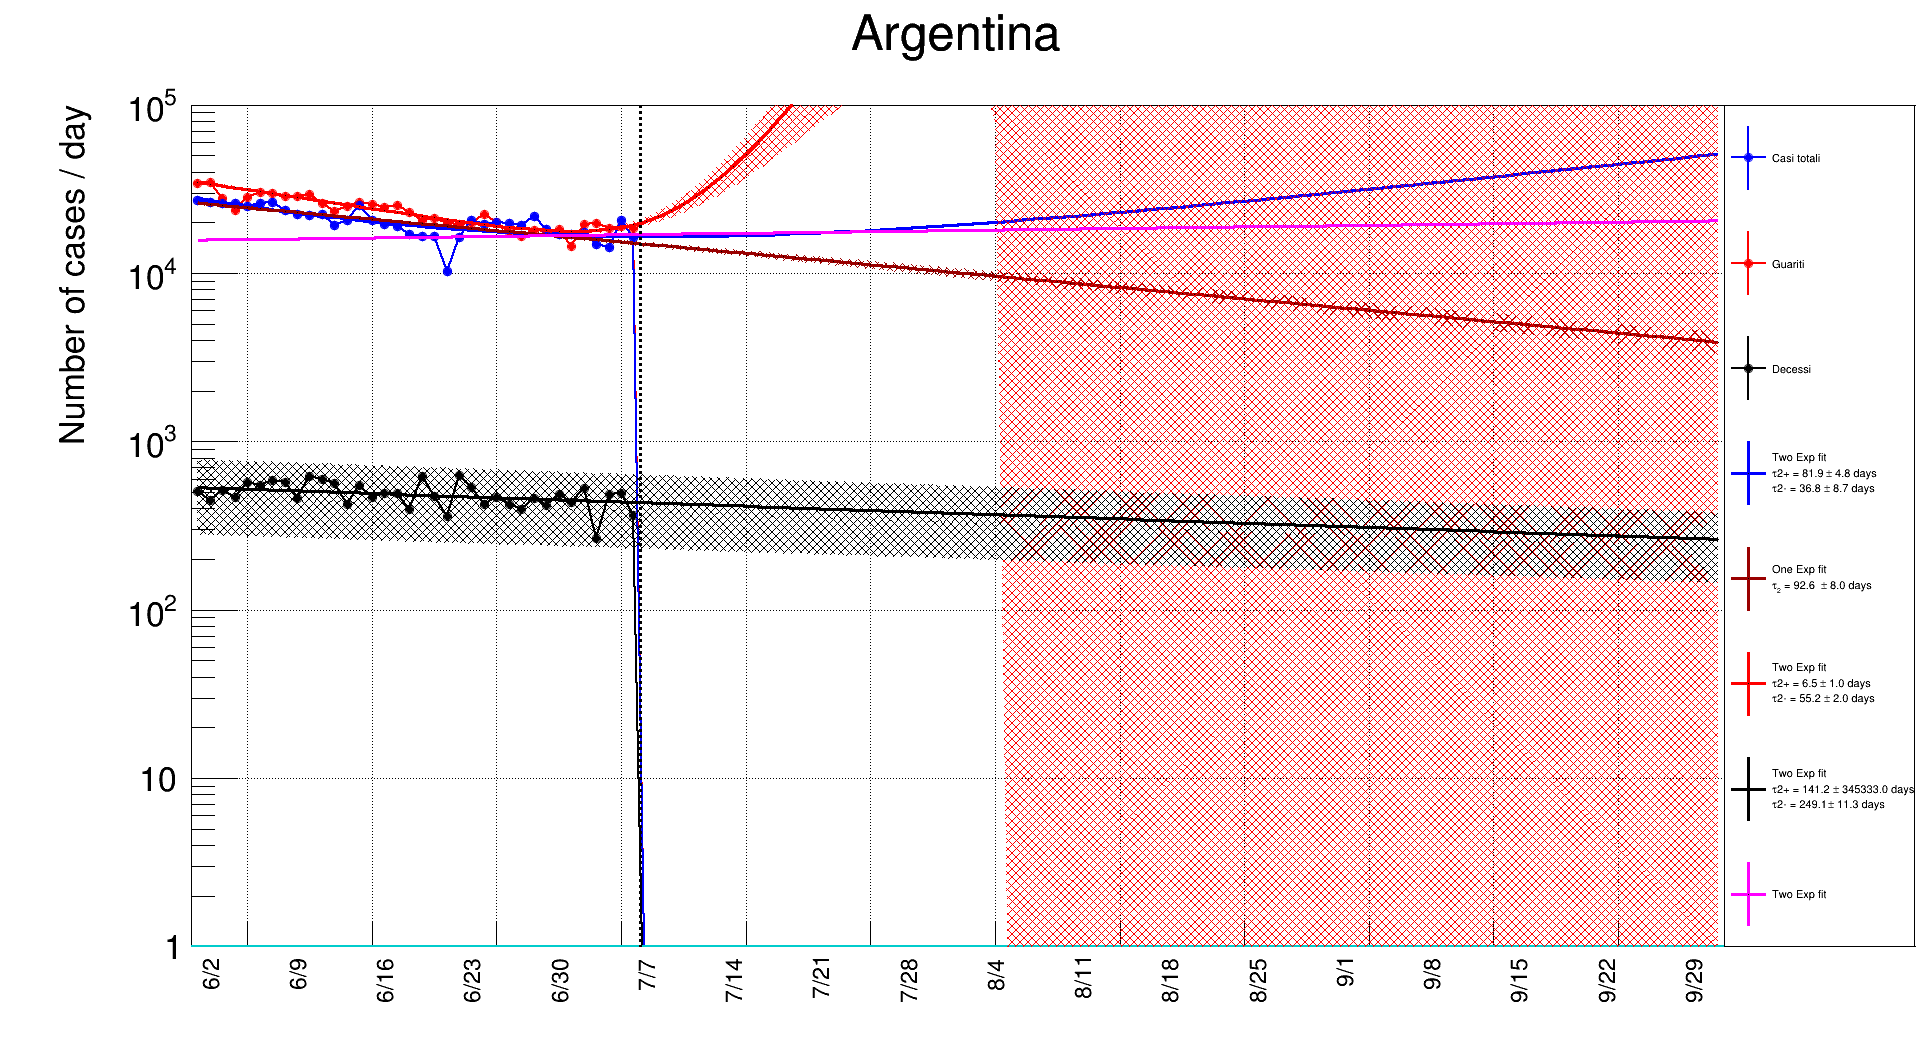 Argentina
Number of cases / day
10^5
10^4
10^3
10^2
10
1
6/2
6/9
6/16
6/23
6/30
7/7
7/14
7/21
7/28
8/4
8/11
8/18
8/25
9/1
9/8
9/15
9/22
9/29
Casi totali
Guariti
Decessi
Two Exp fit
τ2+ = 81.9 ± 4.8 days
τ2- = 36.8 ± 8.7 days
One Exp fit
τ₂ = 92.6 ± 8.0 days
Two Exp fit
τ2+ = 6.5 ± 1.0 days
τ2- = 55.2 ± 2.0 days
Two Exp fit
τ2+ = 141.2 ± 345333.0 days
τ2- = 249.1 ± 11.3 days
Two Exp fit